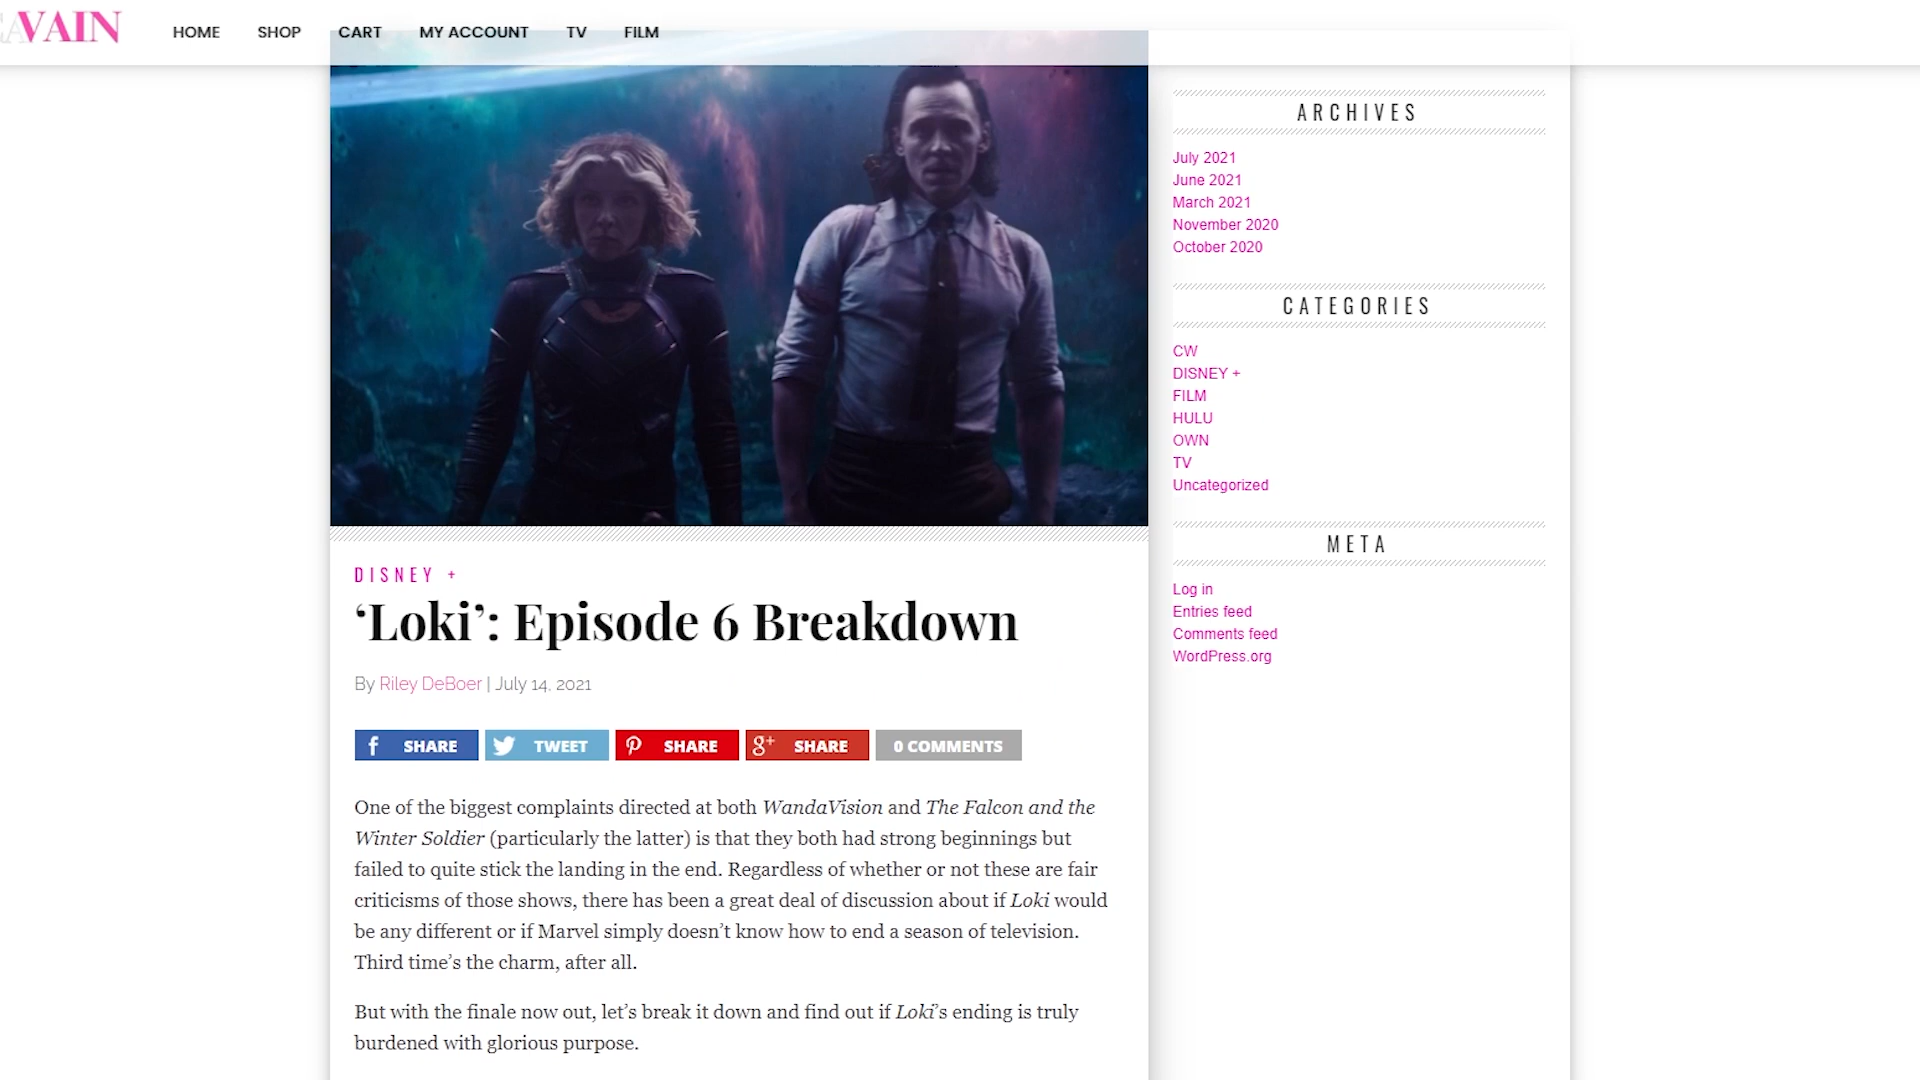 VAIN
HOME SHOP CART MY ACCOUNT TV FILM
DISNEY +
‘Loki’: Episode 6 Breakdown
By Riley DeBoer | July 14, 2021
f SHARE TWEET SHARE g+ SHARE 0 COMMENTS
One of the biggest complaints directed at both WandaVision and The Falcon and the
Winter Soldier (particularly the latter) is that they both had strong beginnings but
failed to quite stick the landing in the end. Regardless of whether or not these are fair
criticisms of those shows, there has been a great deal of discussion about if Loki would
be any different or if Marvel simply doesn’t know how to end a season of television.
Third time’s the charm, after all.
But with the finale now out, let’s break it down and find out if Loki’s ending is truly
burdened with glorious purpose.
ARCHIVES
July 2021
June 2021
March 2021
November 2020
October 2020
CATEGORIES
CW
DISNEY +
FILM
HULU
OWN
TV
Uncategorized
META
Log in
Entries feed
Comments feed
WordPress.org